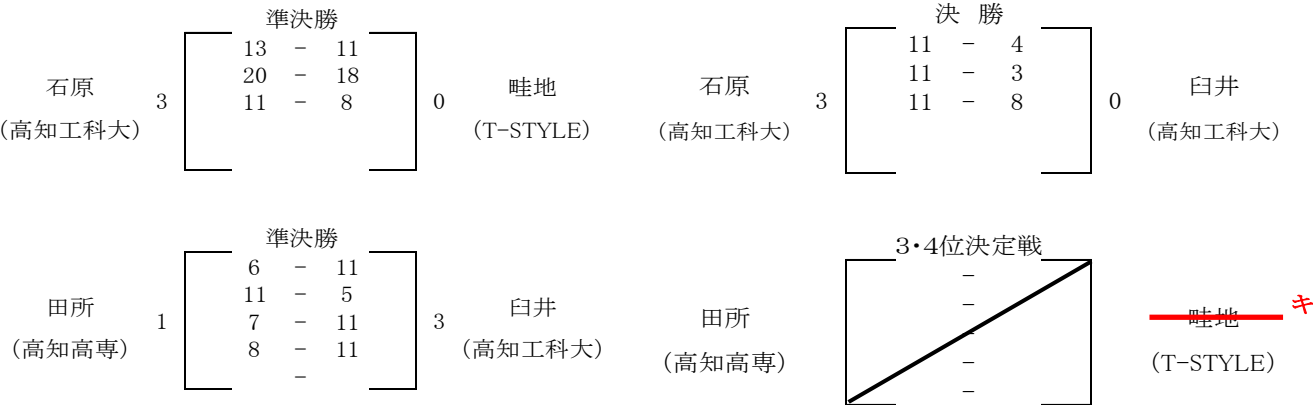 準決勝
石原
(高知工科大)
3
13 - 11
20 - 18
11 - 8
0
畦地
(T-STYLE)
決 勝
石原
(高知工科大)
3
11 - 4
11 - 3
11 - 8
0
臼井
(高知工科大)
準決勝
田所
(高知高専)
1
6 - 11
11 - 5
7 - 11
8 - 11
-
3
臼井
(高知工科大)
3・4位決定戦
田所
(高知高専)
-
-
-
-
-
畦地
キ
(T-STYLE)